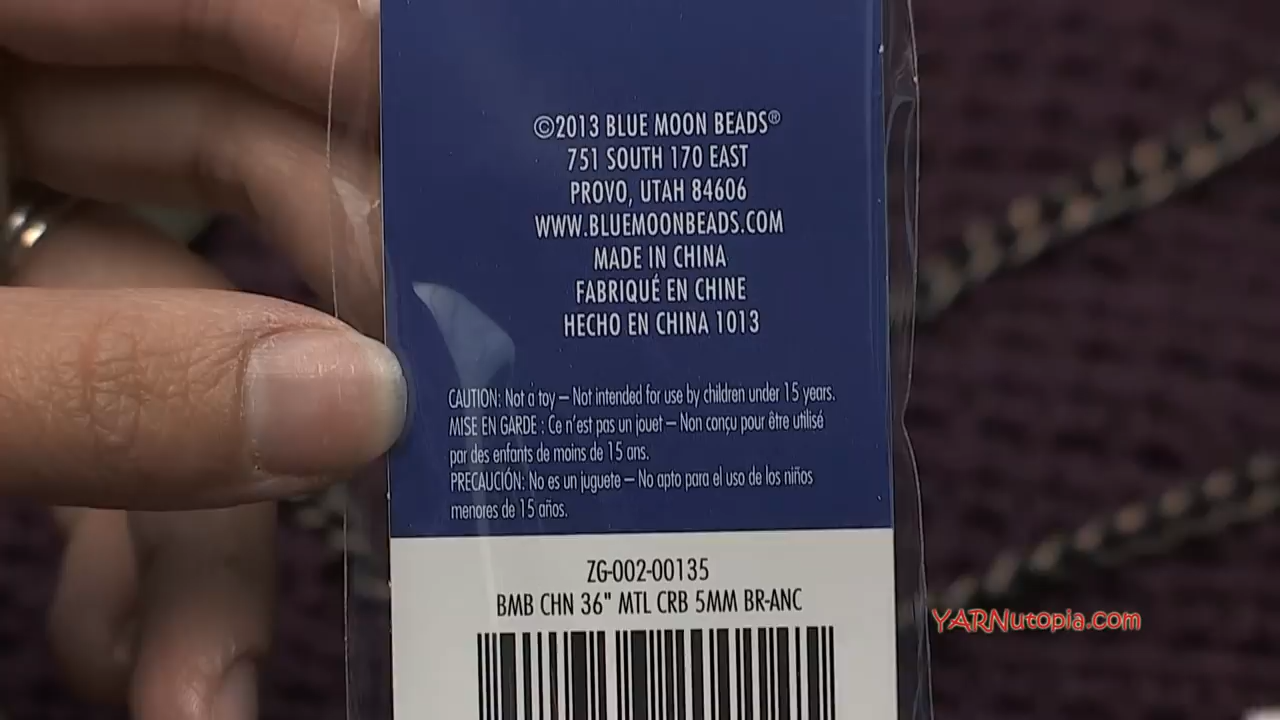 ©2013 BLUE MOON BEADS®
751 SOUTH 170 EAST
PROVO, UTAH 84606
WWW.BLUEMOONBEADS.COM
MADE IN CHINA
FABRIQUÉ EN CHINE
HECHO EN CHINA 1013
CAUTION: Not a toy – Not intended for use by children under 15 years.
MISE EN GARDE : Ce n'est pas un jouet – Non conçu pour être utilisé
par des enfants de moins de 15 ans.
PRECAUCIÓN: No es un juguete – No apto para el uso de los niños
menores de 15 años.
ZG-002-00135
BMB CHN 36" MTL CRB 5MM BR-ANC
YARNutopia.com